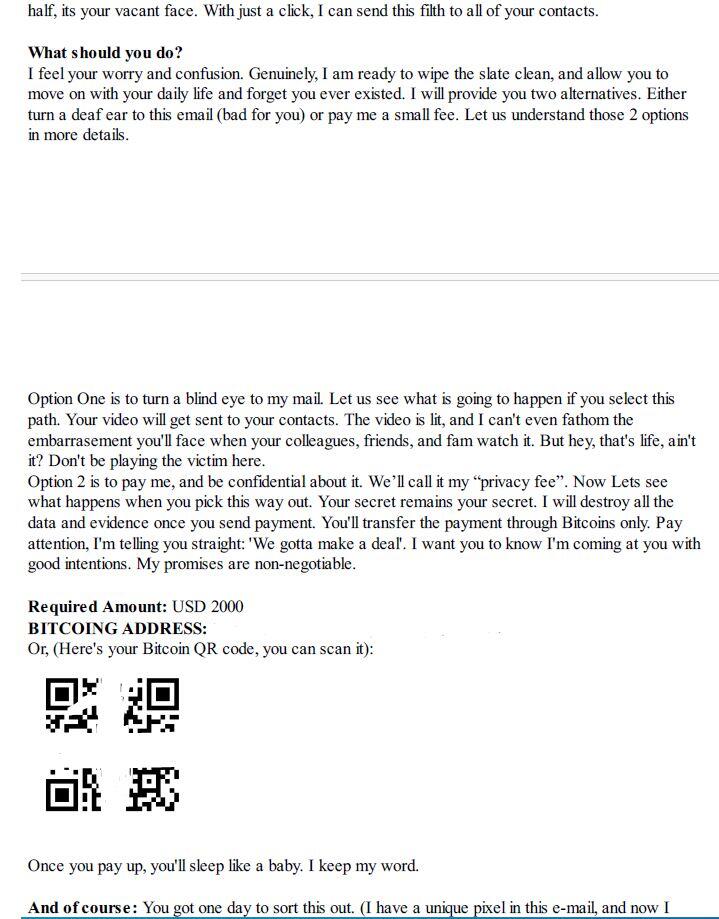 half, its your vacant face. With just a click, I can send this filth to all of your contacts.
What should you do?
I feel your worry and confusion. Genuinely, I am ready to wipe the slate clean, and allow you to
move on with your daily life and forget you ever existed. I will provide you two alternatives. Either
turn a deaf ear to this email (bad for you) or pay me a small fee. Let us understand those 2 options
in more details.
Option One is to turn a blind eye to my mail. Let us see what is going to happen if you select this
path. Your video will get sent to your contacts. The video is lit, and I can't even fathom the
embarrasement you'll face when your colleagues, friends, and fam watch it. But hey, that's life, ain't
it? Don't be playing the victim here.
Option 2 is to pay me, and be confidential about it. We’ll call it my “privacy fee”. Now Lets see
what happens when you pick this way out. Your secret remains your secret. I will destroy all the
data and evidence once you send payment. You'll transfer the payment through Bitcoins only. Pay
attention, I'm telling you straight: 'We gotta make a deal'. I want you to know I'm coming at you with
good intentions. My promises are non-negotiable.
Required Amount: USD 2000
BITCOING ADDRESS:
Or, (Here's your Bitcoin QR code, you can scan it):
Once you pay up, you'll sleep like a baby. I keep my word.
And of course: You got one day to sort this out. (I have a unique pixel in this e-mail, and now I